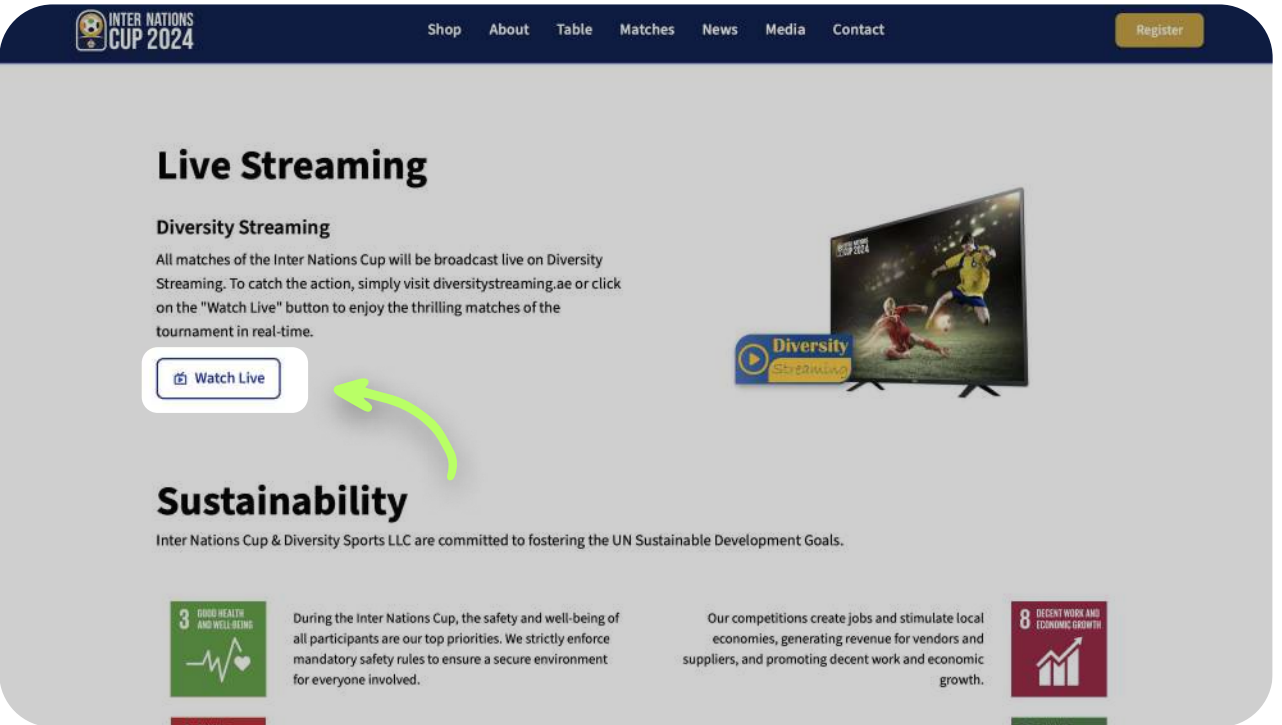 INTER NATIONS
CUP 2024
Shop
About
Table
Matches
News
Media
Contact
Register
Live Streaming
Diversity Streaming
All matches of the Inter Nations Cup will be broadcast live on Diversity
Streaming. To catch the action, simply visit diversitystreaming.ae or click
on the "Watch Live" button to enjoy the thrilling matches of the
tournament in real-time.
Watch Live
INTER NATIONS
CUP 2024
Diversity
Streaming
Sustainability
Inter Nations Cup & Diversity Sports LLC are committed to fostering the UN Sustainable Development Goals.
3 GOOD HEALTH
AND WELL-BEING
During the Inter Nations Cup, the safety and well-being of
all participants are our top priorities. We strictly enforce
mandatory safety rules to ensure a secure environment
for everyone involved.
Our competitions create jobs and stimulate local
economies, generating revenue for vendors and
suppliers, and promoting decent work and economic
growth.
8 DECENT WORK AND
ECONOMIC GROWTH